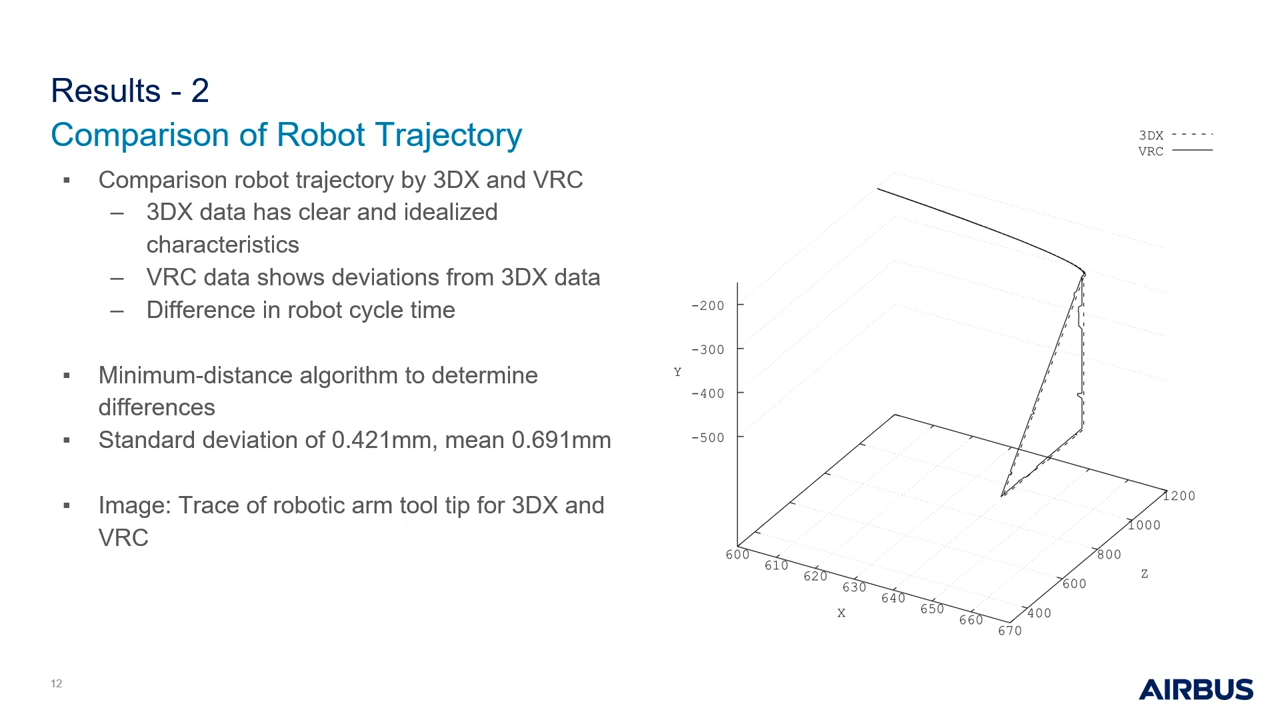 Results - 2
Comparison of Robot Trajectory
▪ Comparison robot trajectory by 3DX and VRC
– 3DX data has clear and idealized
characteristics
– VRC data shows deviations from 3DX data
– Difference in robot cycle time
▪ Minimum-distance algorithm to determine
differences
▪ Standard deviation of 0.421mm, mean 0.691mm
▪ Image: Trace of robotic arm tool tip for 3DX and
VRC
3DX
VRC
-200
-300
Y
-400
-500
600
610
620
630
640
650
660
670
X
400
600
800
1000
1200
Z
12
AIRBUS